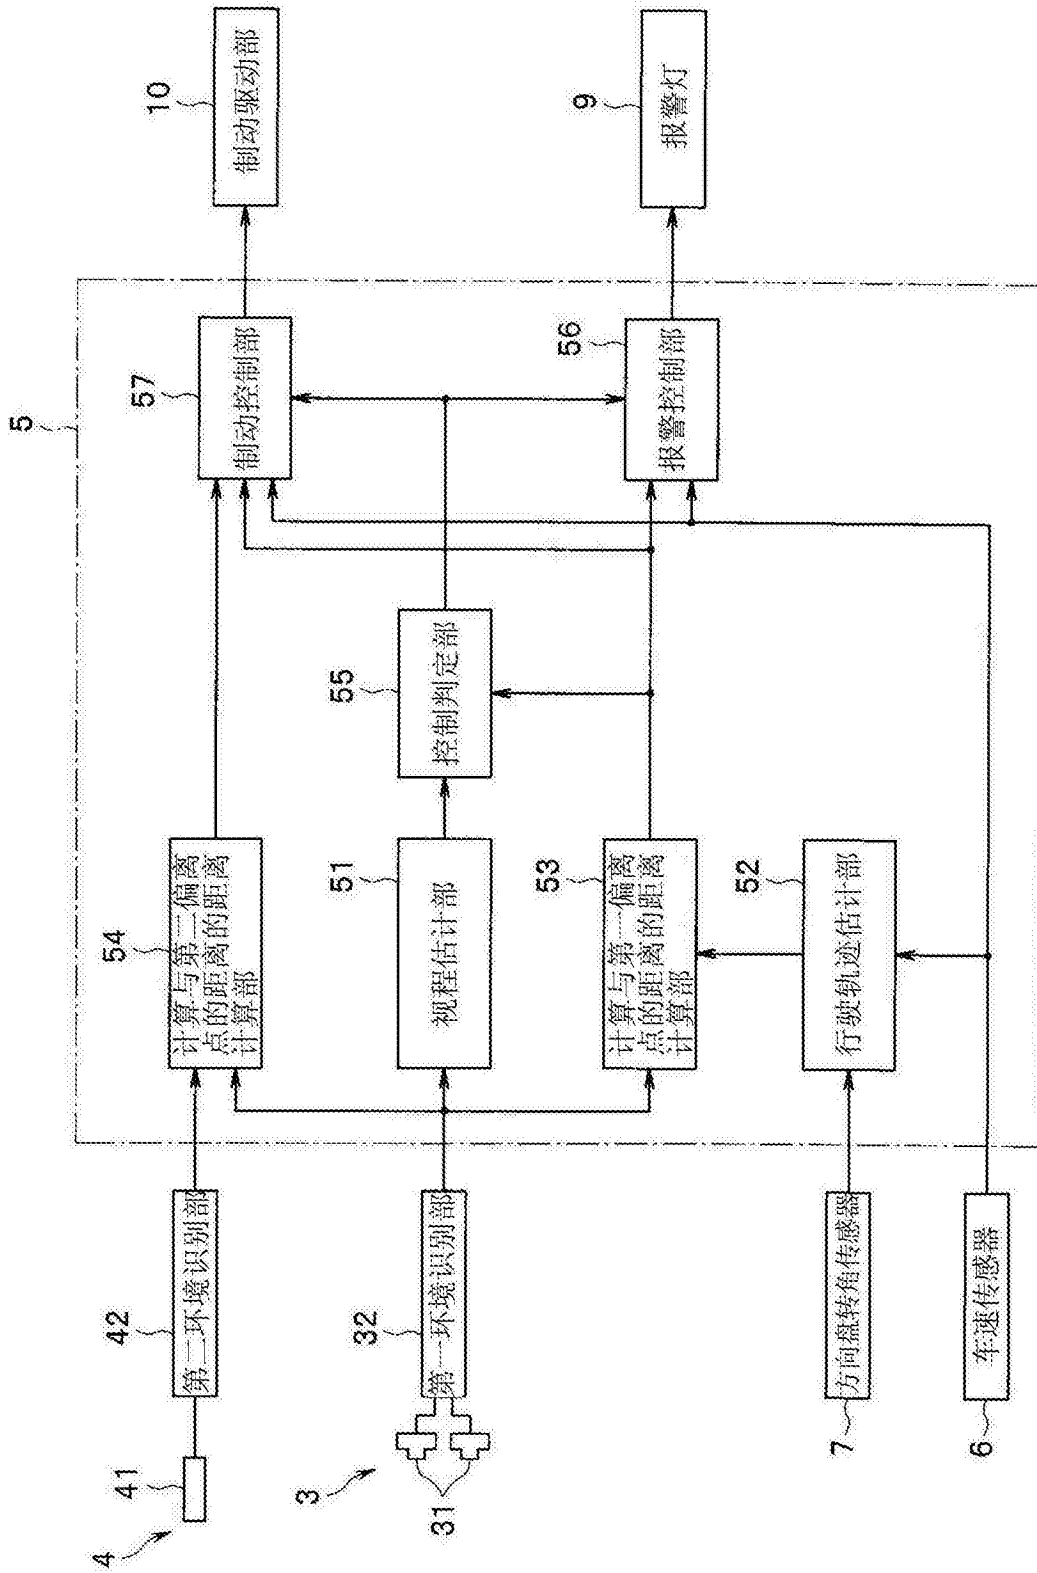 5
4
41
42
第二环境识别部
54
计算与第二偏离
点的距离的距离
计算部
57
制动控制部
10
制动驱动部
3
31
32
第一环境识别部
51
视程估计部
55
控制判定部
53
计算与第一偏离
点的距离的距离
计算部
56
报警控制部
9
报警灯
7
方向盘转角传感器
52
行驶轨迹估计部
6
车速传感器